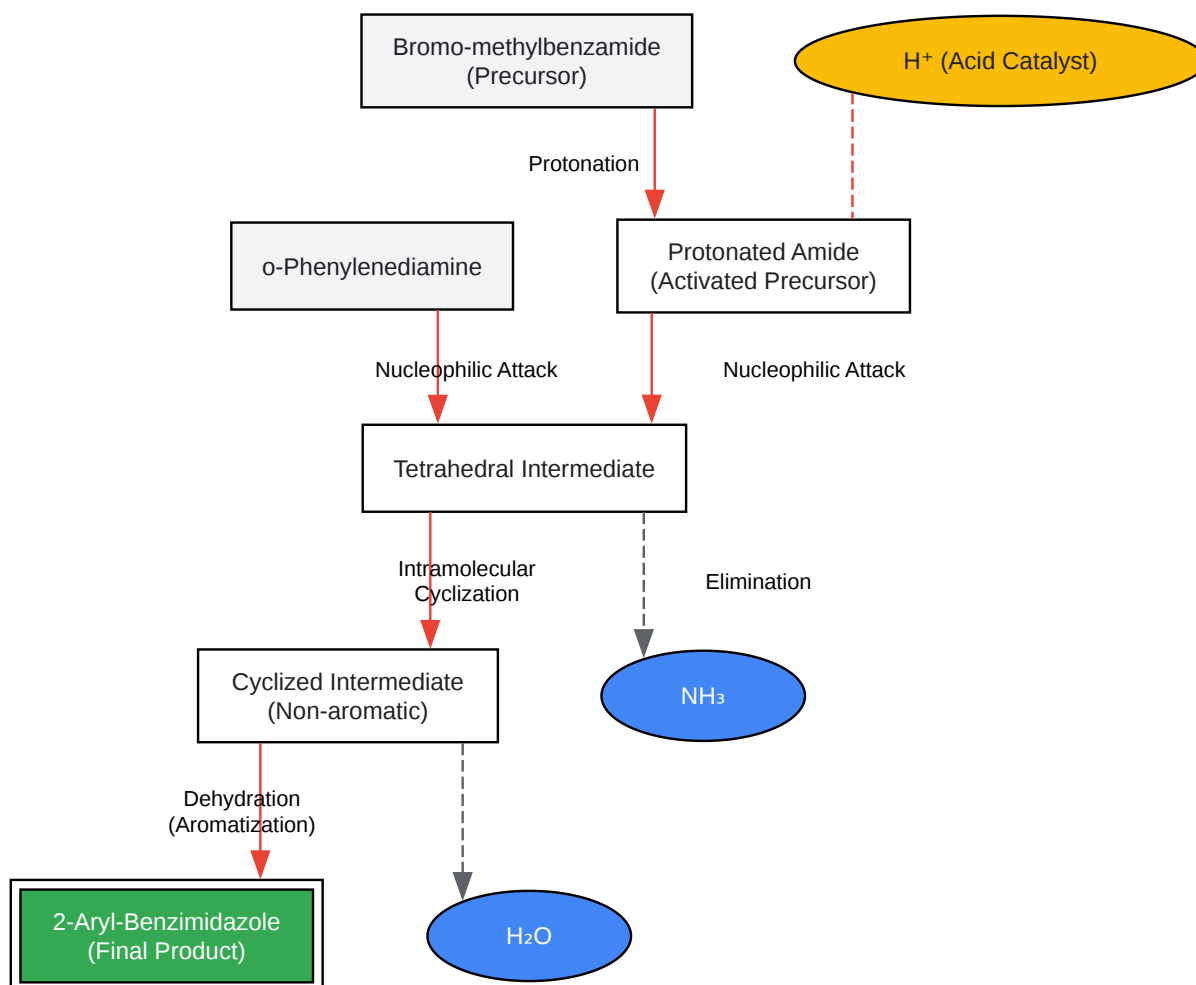 Bromo-methylbenzamide
(Precursor)
H⁺ (Acid Catalyst)
Protonation
o-Phenylenediamine
Protonated Amide
(Activated Precursor)
Nucleophilic Attack
Nucleophilic Attack
Tetrahedral Intermediate
Intramolecular
Cyclization
Elimination
Cyclized Intermediate
(Non-aromatic)
NH₃
Dehydration
(Aromatization)
2-Aryl-Benzimidazole
(Final Product)
H₂O